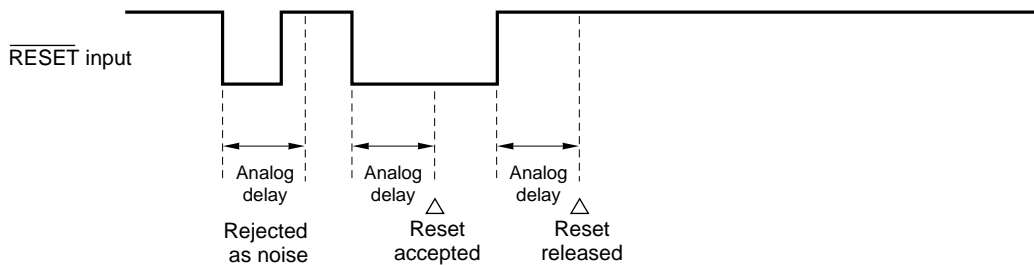 RESET input
Analog
delay
Analog
delay
Analog
delay
Rejected
as noise
Reset
accepted
Reset
released